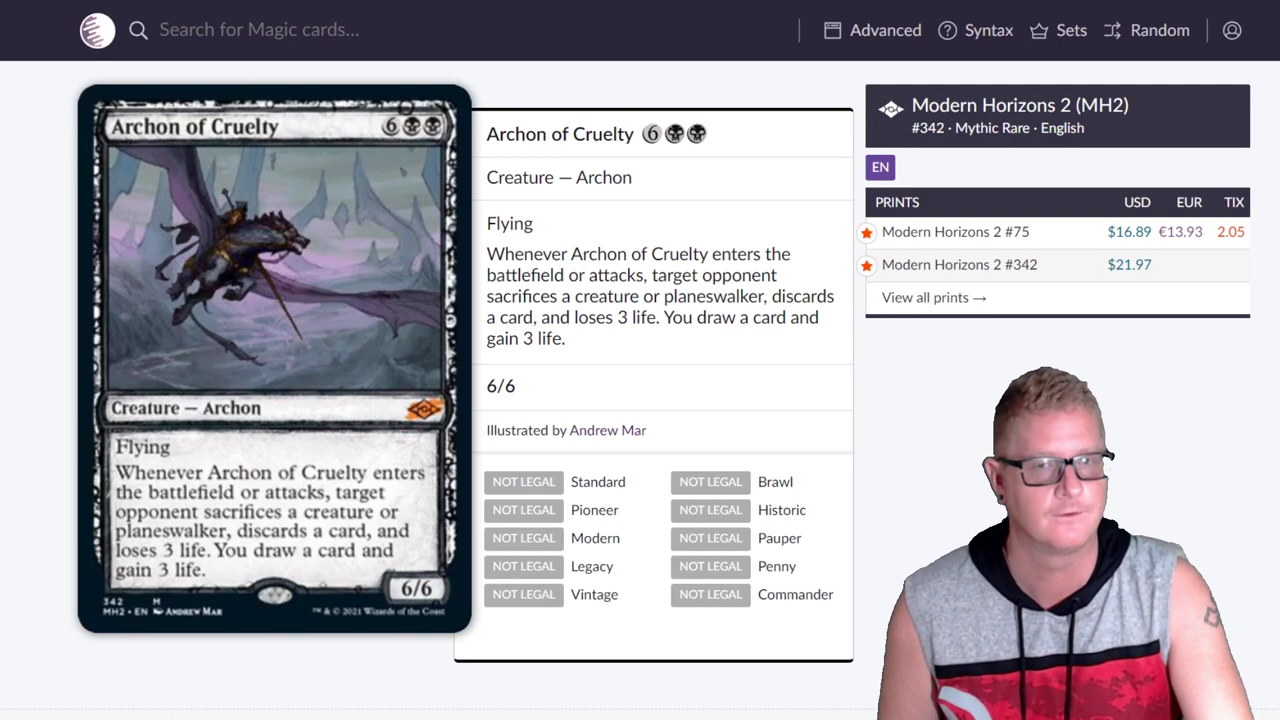 Search for Magic cards...
Advanced
Syntax
Sets
Random
Archon of Cruelty 6
Creature — Archon
Flying
Whenever Archon of Cruelty enters
the battlefield or attacks, target
opponent sacrifices a creature or
planeswalker, discards a card, and
loses 3 life. You draw a card and
gain 3 life.
6/6
342 M
MH2 • EN ANDREW MAR
™ & © 2021 Wizards of the Coast
Archon of Cruelty 6
Creature — Archon
Flying
Whenever Archon of Cruelty enters the
battlefield or attacks, target opponent
sacrifices a creature or planeswalker, discards
a card, and loses 3 life. You draw a card and
gain 3 life.
6/6
Illustrated by Andrew Mar
NOT LEGAL Standard NOT LEGAL Brawl
NOT LEGAL Pioneer NOT LEGAL Historic
NOT LEGAL Modern NOT LEGAL Pauper
NOT LEGAL Legacy NOT LEGAL Penny
NOT LEGAL Vintage NOT LEGAL Commander
Modern Horizons 2 (MH2)
#342 · Mythic Rare · English
EN
PRINTS USD EUR TIX
Modern Horizons 2 #75 $16.89 €13.93 2.05
Modern Horizons 2 #342 $21.97
View all prints →